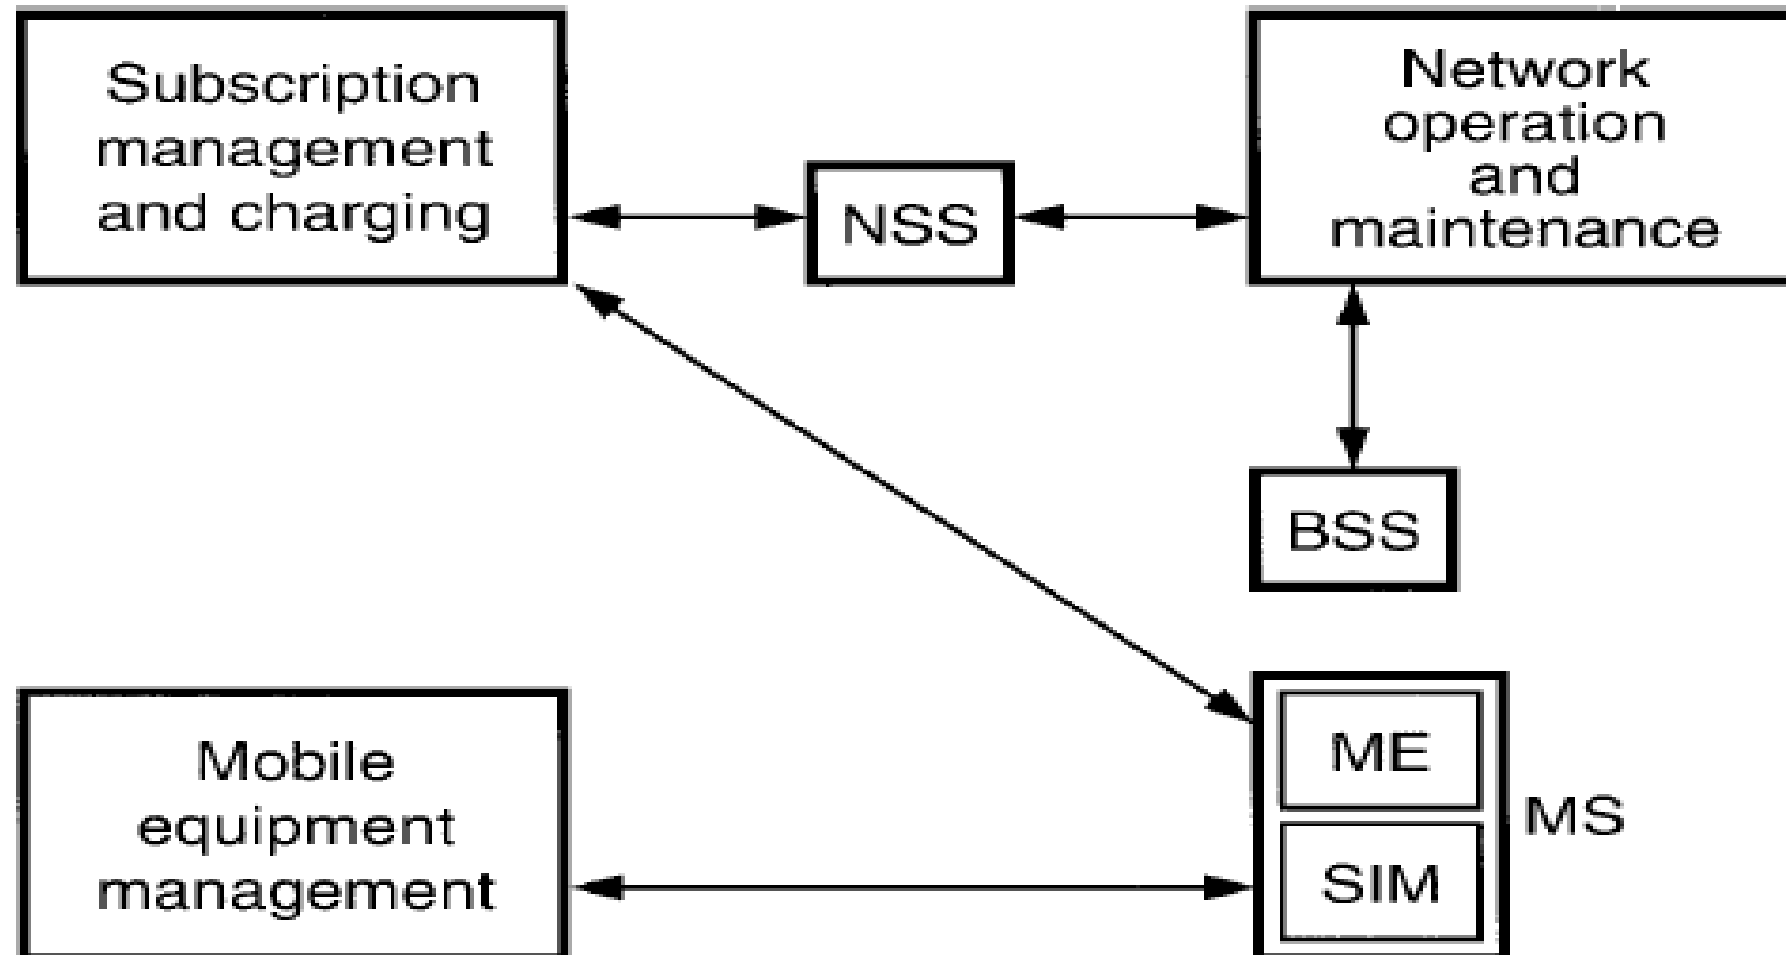 Subscription
management
and charging
NSS
Network
operation
and
maintenance
BSS
Mobile
equipment
management
ME
SIM
MS